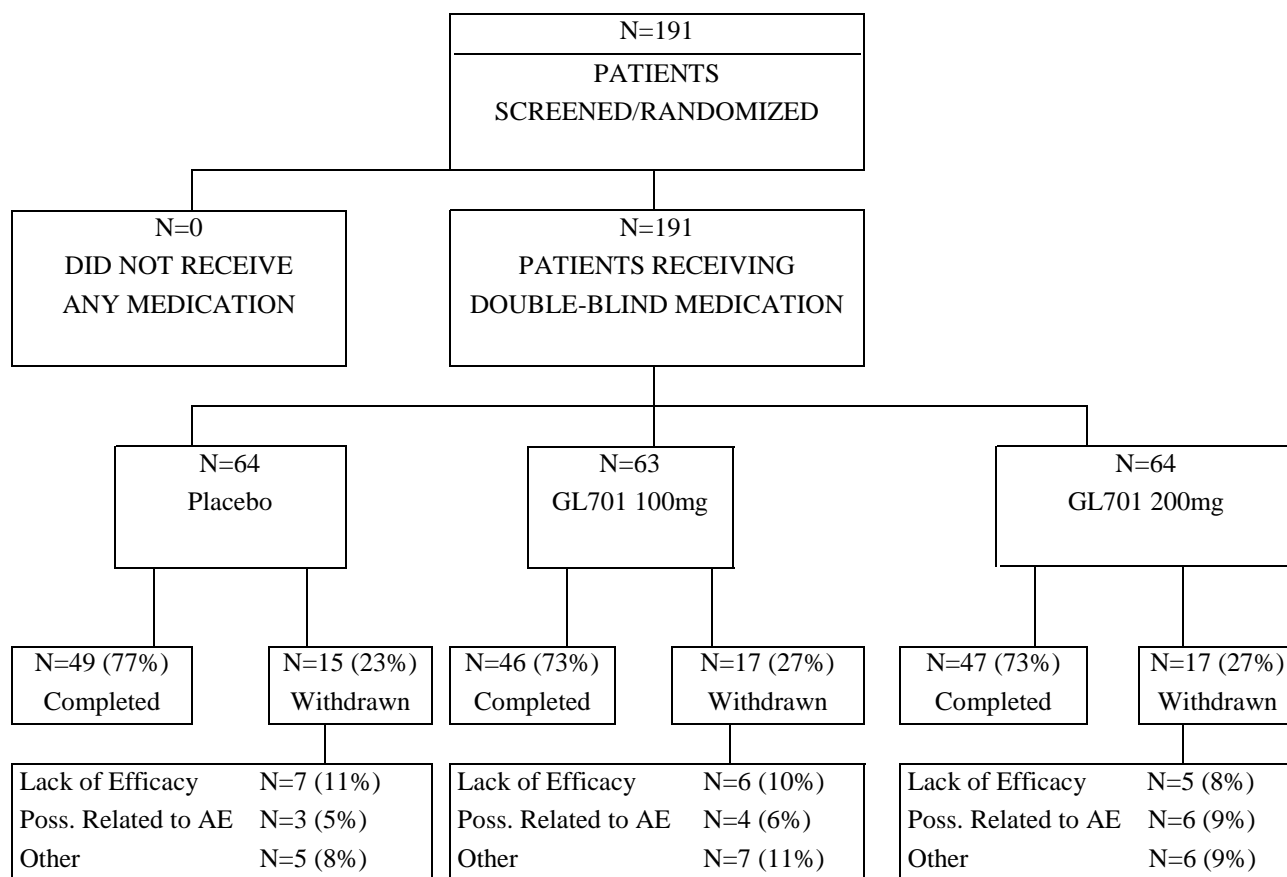 N=191
PATIENTS
SCREENED/RANDOMIZED
N=0
DID NOT RECEIVE
ANY MEDICATION
N=191
PATIENTS RECEIVING
DOUBLE-BLIND MEDICATION
N=64
Placebo
N=63
GL701 100mg
N=64
GL701 200mg
N=49 (77%)
Completed
N=15 (23%)
Withdrawn
N=46 (73%)
Completed
N=17 (27%)
Withdrawn
N=47 (73%)
Completed
N=17 (27%)
Withdrawn
Lack of Efficacy N=7 (11%)
Poss. Related to AE N=3 (5%)
Other N=5 (8%)
Lack of Efficacy N=6 (10%)
Poss. Related to AE N=4 (6%)
Other N=7 (11%)
Lack of Efficacy N=5 (8%)
Poss. Related to AE N=6 (9%)
Other N=6 (9%)